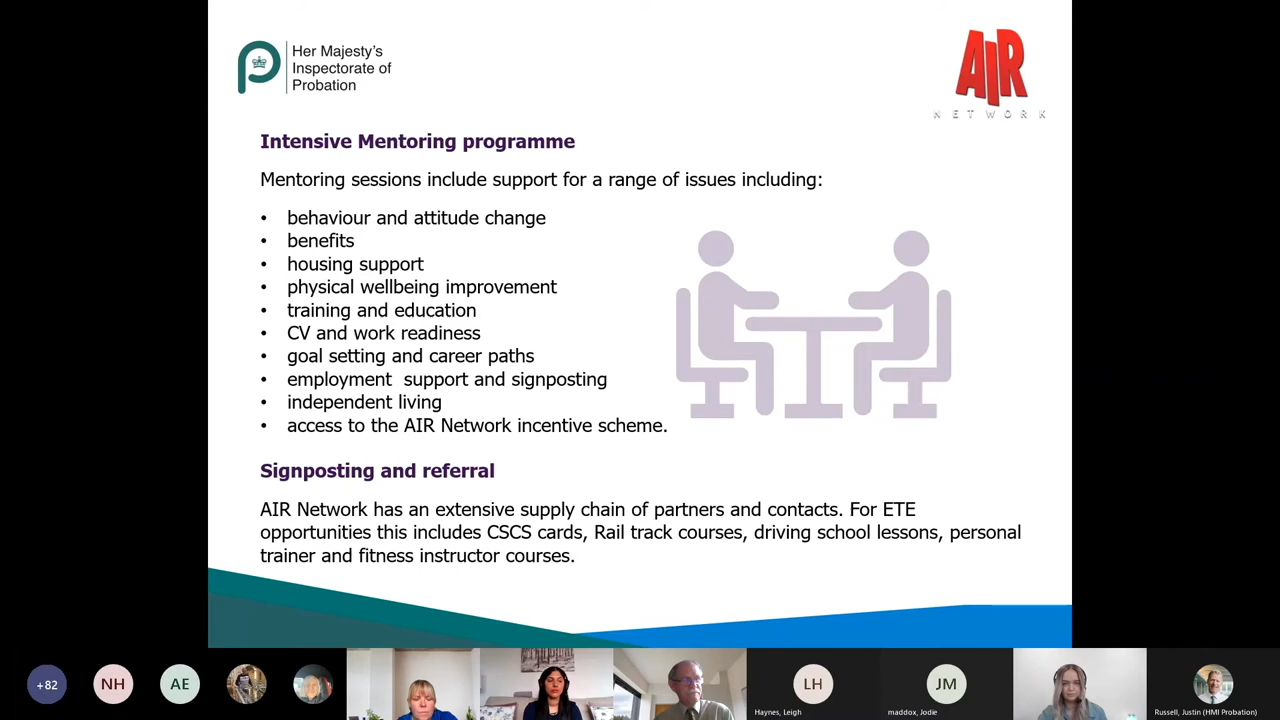 Her Majesty's
Inspectorate of
Probation
AIR
NETWORK
Intensive Mentoring programme
Mentoring sessions include support for a range of issues including:
• behaviour and attitude change
• benefits
• housing support
• physical wellbeing improvement
• training and education
• CV and work readiness
• goal setting and career paths
• employment  support and signposting
• independent living
• access to the AIR Network incentive scheme.
Signposting and referral
AIR Network has an extensive supply chain of partners and contacts. For ETE
opportunities this includes CSCS cards, Rail track courses, driving school lessons, personal
trainer and fitness instructor courses.
+82
NH
AE
LH
JM
Haynes, Leigh
maddox, Jodie
Russell, Justin (HMI Probation)